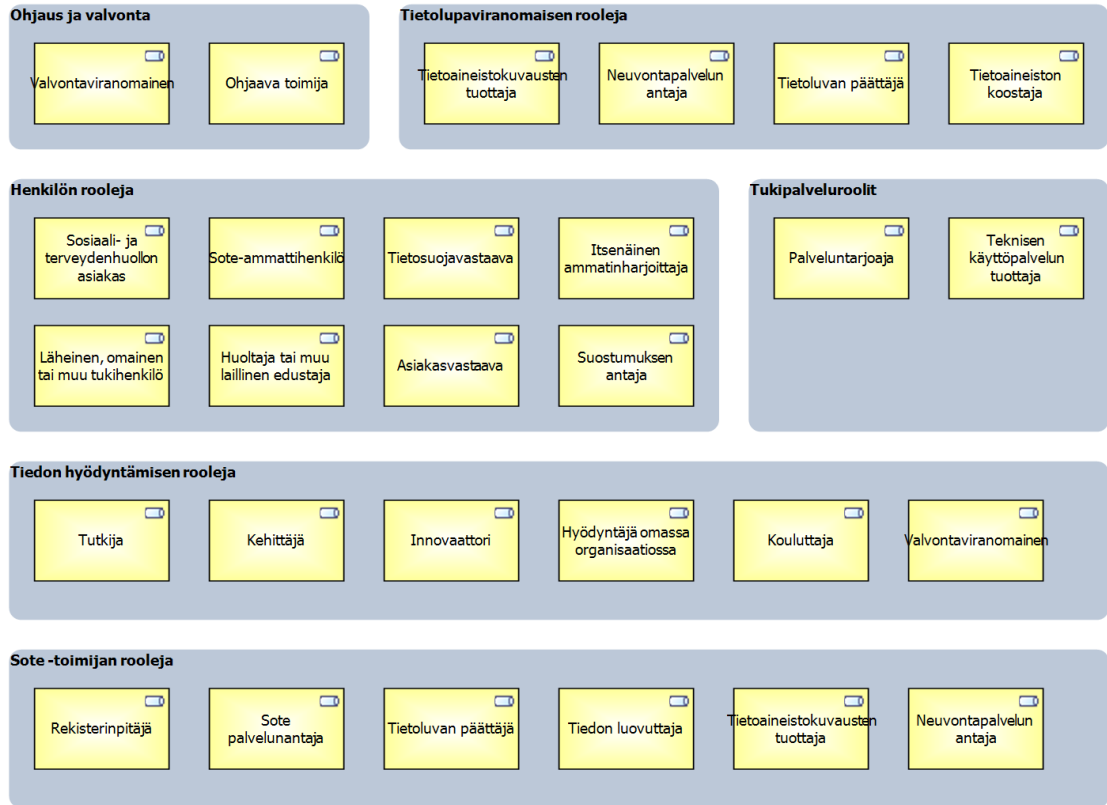 Ohjaus ja valvonta
Valvontaviranomainen
Ohjaava toimija
Tietolupaviranomaisen rooleja
Tietoaineistokuvausten
tuottaja
Neuvontapalvelun
antaja
Tietoluvan päättäjä
Tietoaineiston
koostaja
Henkilön rooleja
Sosiaali- ja
terveydenhuollon
asiakas
Sote-ammattihenkilö
Tietosuojavastaava
Itsenäinen
ammatinharjoittaja
Läheinen, omainen
tai muu tukihenkilö
Huoltaja tai muu
laillinen edustaja
Asiakasvastaava
Suostumuksen
antaja
Tukipalveluroolit
Palveluntarjoaja
Teknisen
käyttöpalvelun
tuottaja
Tiedon hyödyntämisen rooleja
Tutkija
Kehittäjä
Innovaattori
Hyödyntäjä omassa
organisaatiossa
Kouluttaja
Valvontaviranomainen
Sote -toimijan rooleja
Rekisterinpitäjä
Sote
palvelunantaja
Tietoluvan päättäjä
Tiedon luovuttaja
Tietoaineistokuvausten
tuottaja
Neuvontapalvelun
antaja